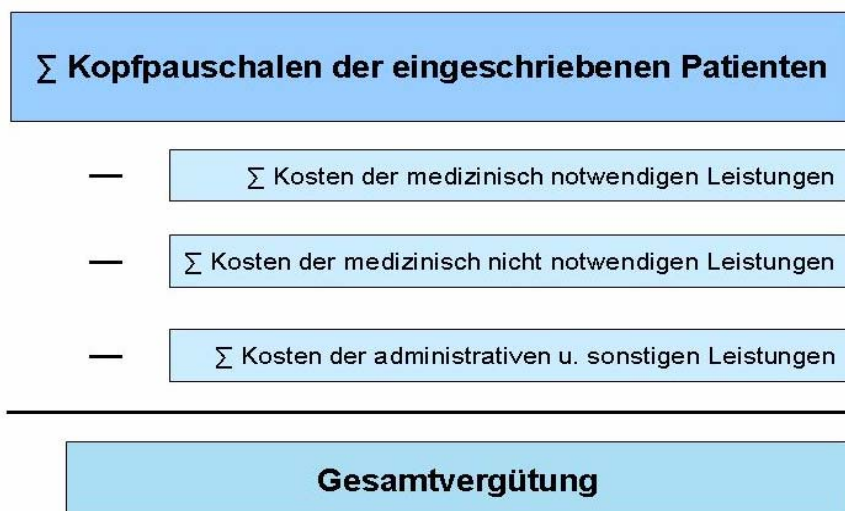 ∑ Kopfpauschalen der eingeschriebenen Patienten
— ∑ Kosten der medizinisch notwendigen Leistungen
— ∑ Kosten der medizinisch nicht notwendigen Leistungen
— ∑ Kosten der administrativen u. sonstigen Leistungen
Gesamtvergütung